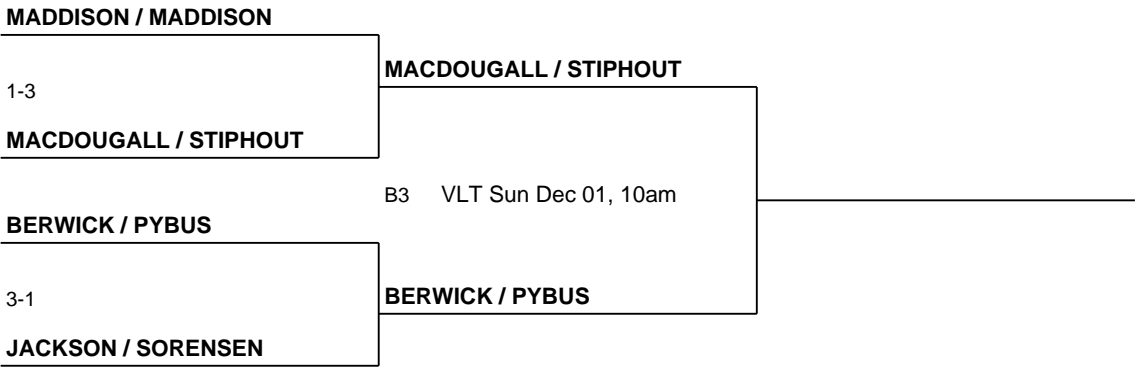 MADDISON / MADDISON
MACDOUGALL / STIPHOUT
1-3
MACDOUGALL / STIPHOUT
B3 VLT Sun Dec 01, 10am
BERWICK / PYBUS
3-1
BERWICK / PYBUS
JACKSON / SORENSEN